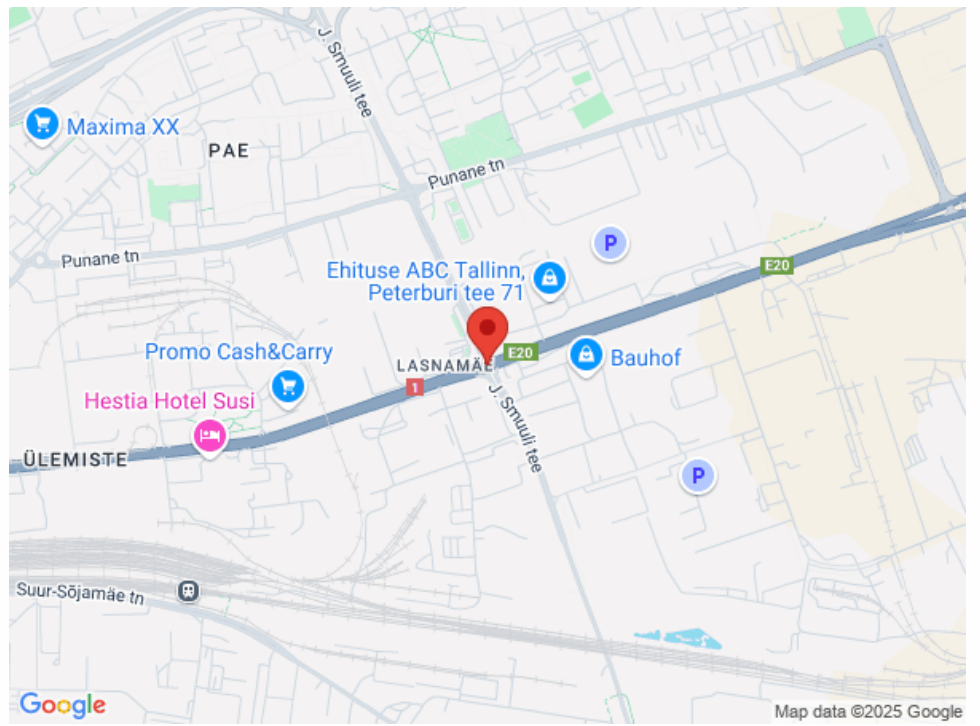 J. Smuuli tee
Maxima XX
PAE
Punane tn
Punane tn
Ehituse ABC Tallinn,
Peterburi tee 71
P
E20
E20
Promo Cash&Carry
LASNAMÄE
Bauhof
1
Hestia Hotel Susi
J. Smuuli tee
ÜLEMISTE
P
Suur-Sõjamäe tn
Google
Map data ©2025 Google